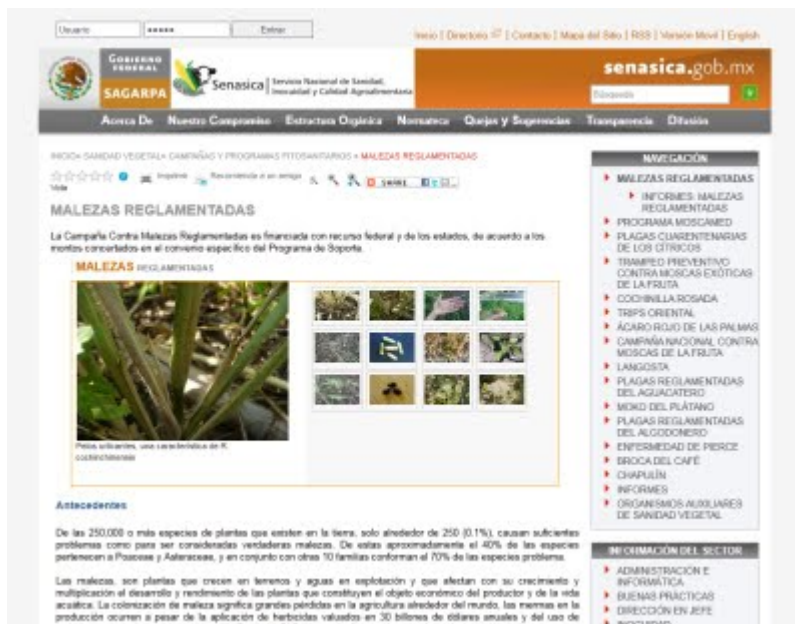 Usuario
Entrar
Inicio | Directorio | Contacto | Mapa del Sitio | RSS | Versión Móvil | English
GOBIERNO
FEDERAL
SAGARPA
Senasica
Servicio Nacional de Sanidad,
Inocuidad y Calidad Agroalimentaria
senasica.gob.mx
Búsqueda
Acerca De Nuestro Compromiso Estructura Orgánica Normateca Quejas y Sugerencias Transparencia Difusión
INICIO» SANIDAD VEGETAL» CAMPAÑAS Y PROGRAMAS FITOSANITARIOS » MALEZAS REGLAMENTADAS
Imprimir Recomienda a un amigo SHARE
Vota
MALEZAS REGLAMENTADAS
La Campaña Contra Malezas Reglamentadas es financiada con recurso federal y de los estados, de acuerdo a los
montos concertados en el convenio específico del Programa de Soporte.
MALEZAS REGLAMENTADAS
Pelos urticantes, una característica de R.
cochinchinensis
Antecedentes
De las 250,000 o más especies de plantas que existen en la tierra, solo alrededor de 250 (0.1%), causan suficientes
problemas como para ser consideradas verdaderas malezas. De estas aproximadamente el 40% de las especies
pertenecen a Poaceae y Asteraceae, y en conjunto con otras 10 familias conforman el 70% de las especies problema.
Las malezas, son plantas que crecen en terrenos y aguas en explotación y que afectan con su crecimiento y
multiplicación el desarrollo y rendimiento de las plantas que constituyen el objeto económico del productor y de la vida
acuática. La colonización de maleza significa grandes pérdidas en la agricultura alrededor del mundo, las mermas en la
producción ocurren a pesar de la aplicación de herbicidas valuados en 30 billones de dólares anuales y del uso de
NAVEGACIÓN
MALEZAS REGLAMENTADAS
INFORMES: MALEZAS
REGLAMENTADAS
PROGRAMA MOSCAMED
PLAGAS CUARENTENARIAS
DE LOS CÍTRICOS
TRAMPEO PREVENTIVO
CONTRA MOSCAS EXÓTICAS
DE LA FRUTA
COCHINILLA ROSADA
TRIPS ORIENTAL
ÁCARO ROJO DE LAS PALMAS
CAMPAÑA NACIONAL CONTRA
MOSCAS DE LA FRUTA
LANGOSTA
PLAGAS REGLAMENTADAS
DEL AGUACATERO
MOKO DEL PLÁTANO
PLAGAS REGLAMENTADAS
DEL ALGODONERO
ENFERMEDAD DE PIERCE
BROCA DEL CAFÉ
CHAPULÍN
INFORMES
ORGANISMOS AUXILIARES
DE SANIDAD VEGETAL
INFORMACIÓN DEL SECTOR
ADMINISTRACIÓN E
INFORMÁTICA
BUENAS PRÁCTICAS
DIRECCIÓN EN JEFE
INOCUIDAD